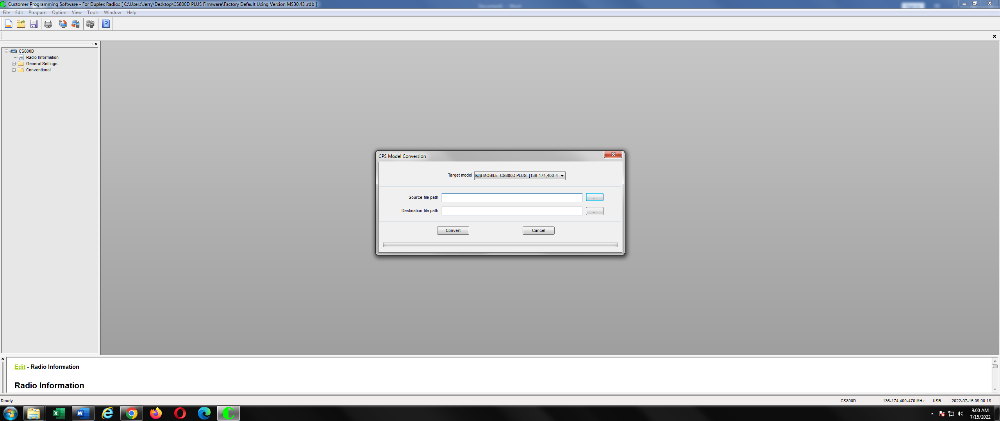 Customer Programming Software - For Duplex Radios [ C:\Users\Jerry\Desktop\CS800D PLUS Firmware\Factory Default Using Version MS30.43 .rdb ]
File Edit Program Option View Tools Window Help
CS800D
Radio Information
General Settings
Conventional
CPS Model Conversion
Target model MOBILE CS800D PLUS [136-174,400-4
Source file path ...
Destination file path ...
Convert Cancel
Edit - Radio Information
Radio Information
Ready CS800D 136-174,400-470 MHz USB 2022-07-15 09:00:18
9:00 AM
7/15/2022